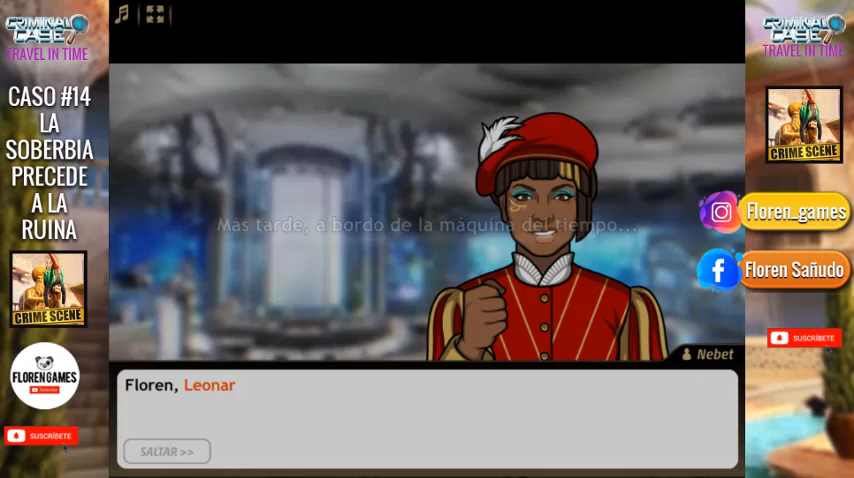 CRIMINAL CASE
TRAVEL IN TIME
CASO #14
LA
SOBERBIA
PRECEDE
A LA
RUINA
CRIME SCENE
FLOREN GAMES
SUSCRÍBETE
Más tarde, a bordo de la máquina del tiempo...
Nebet
Floren, Leonar
SALTAR >>
CRIMINAL CASE
TRAVEL IN TIME
CRIME SCENE
Floren_games
Floren Sañudo
SUSCRÍBETE